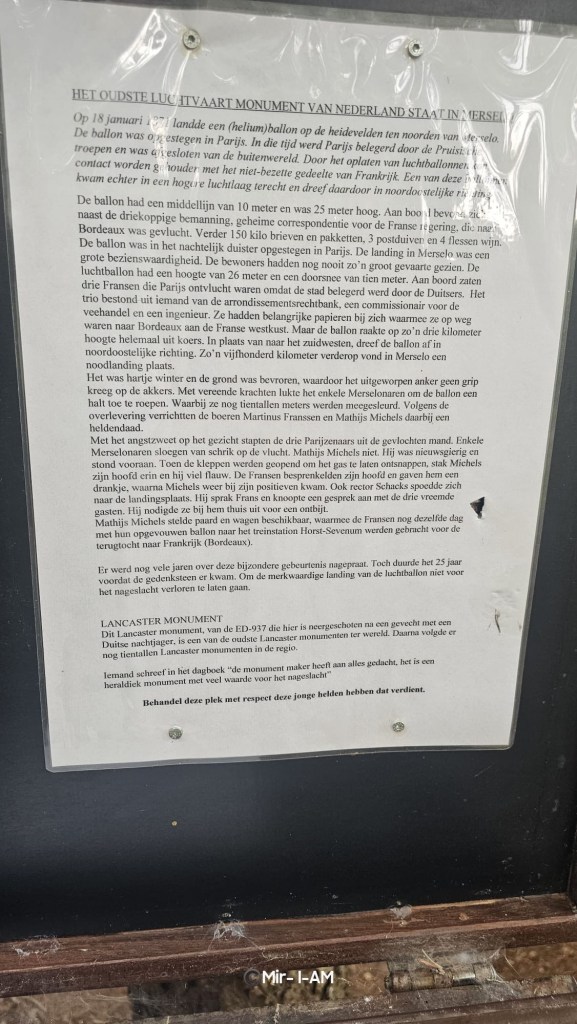 HET OUDSTE LUCHTVAART MONUMENT VAN NEDERLAND STAAT IN MERSELO
Op 18 januari landde een (helium)ballon op de heidevelden ten noorden van Merselo.
De ballon was opgestegen in Parijs. In die tijd werd Parijs belegerd door de Pruisische
troepen en was afgesloten van de buitenwereld. Door het oplaten van luchtballonnen
contact worden gehouden met het niet-bezette gedeelte van Frankrijk. Een van deze
kwam echter in een hogere luchtlaag terecht en dreef daardoor in noordoostelijke richting.
De ballon had een middellijn van 10 meter en was 25 meter hoog. Aan boord bevond zich
naast de driekoppige bemanning, geheime correspondentie voor de Franse regering, die naar
Bordeaux was gevlucht. Verder 150 kilo brieven en pakketten, 3 postduiven en 4 flessen wijn.
De ballon was in het nachtelijk duister opgestegen in Parijs. De landing in Merselo was een
grote bezienswaardigheid. De bewoners hadden nog nooit zo'n groot gevaarte gezien. De
luchtballon had een hoogte van 26 meter en een doorsnee van tien meter. Aan boord zaten
drie Fransen die Parijs ontvlucht waren omdat de stad belegerd werd door de Duitsers. Het
trio bestond uit iemand van de arrondissementsrechtbank, een commissionair voor de
veehandel en een ingenieur. Ze hadden belangrijke papieren bij zich waarmee ze op weg
waren naar Bordeaux aan de Franse westkust. Maar de ballon raakte op zo'n drie kilometer
hoogte helemaal uit koers. In plaats van naar het zuidwesten, dreef de ballon af in
noordoostelijke richting. Zo'n vijfhonderd kilometer verderop vond in Merselo een
noodlanding plaats.
Het was hartje winter en de grond was bevroren, waardoor het uitgeworpen anker geen grip
kreeg op de akkers. Met vereende krachten lukte het enkele Merselonaren om de ballon een
halt toe te roepen. Waarbij ze nog tientallen meters werden meegesleurd. Volgens de
overlevering verrichtten de boeren Martinus Franssen en Mathijs Michels daarbij een
heldendaad.
Met het angstzweet op het gezicht stapten de drie Parijzenaars uit de gevlochten mand. Enkele
Merselonaren sloegen van schrik op de vlucht. Mathijs Michels niet. Hij was nieuwsgierig en
stond vooraan. Toen de kleppen werden geopend om het gas te laten ontsnappen, stak Michels
zijn hoofd erin en hij viel flauw. De Fransen besprenkelden zijn hoofd en gaven hem een
drankje, waarna Michels weer bij zijn positieven kwam. Ook rector Schacks spoedde zich
naar de landingsplaats. Hij sprak Frans en knoopte een gesprek aan met de drie vreemde
gasten. Hij nodigde ze bij hem thuis uit voor een ontbijt.
Mathijs Michels stelde paard en wagen beschikbaar, waarmee de Fransen nog dezelfde dag
met hun opgevouwen ballon naar het treinstation Horst-Sevenum werden gebracht voor de
terugtocht naar Frankrijk (Bordeaux).
Er werd nog vele jaren over deze bijzondere gebeurtenis nagepraat. Toch duurde het 25 jaar
voordat de gedenksteen er kwam. Om de merkwaardige landing van de luchtballon niet voor
het nageslacht verloren te laten gaan.
LANCASTER MONUMENT
Dit Lancaster monument, van de ED-937 die hier is neergeschoten na een gevecht met een
Duitse nachtjager, is een van de oudste Lancaster monumenten ter wereld. Daarna volgde er
nog tientallen Lancaster monumenten in de regio.
Iemand schreef in het dagboek "de monument maker heeft aan alles gedacht, het is een
heraldiek monument met veel waarde voor het nageslacht"
Behandel deze plek met respect deze jonge helden hebben dat verdient.
©Mir- I-AM